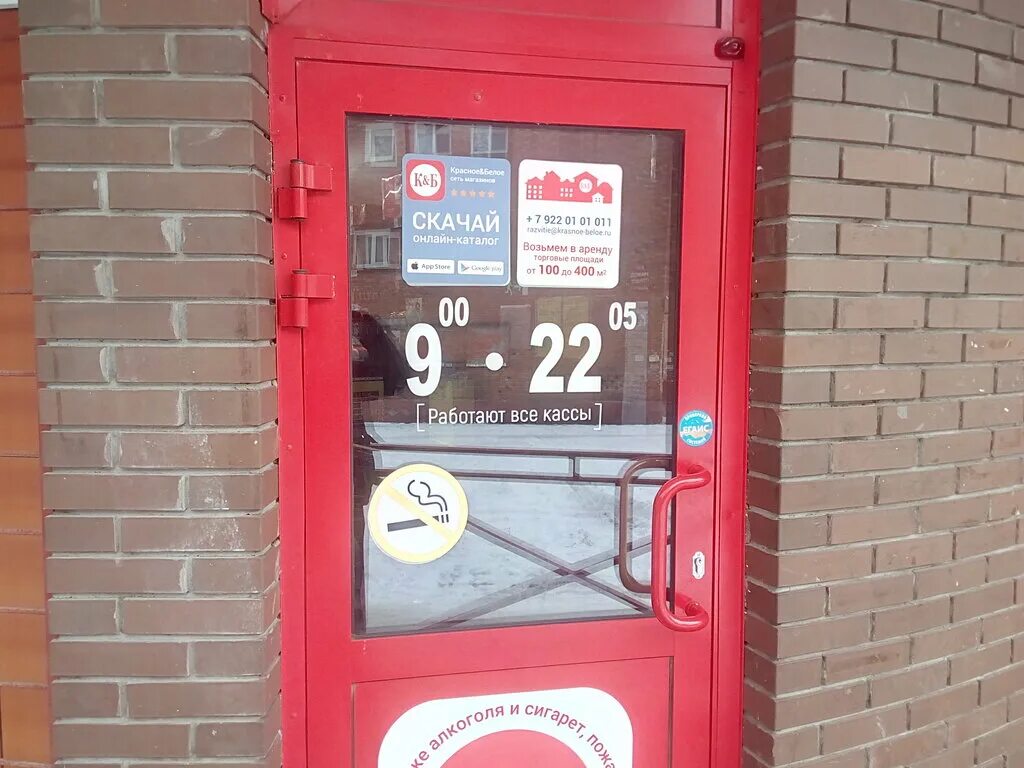 К&Б
Красное&Белое
сеть магазинов
СКАЧАЙ
онлайн-каталог
App Store
Google play
+ 7 922 01 01 011
razvitie@krasnoe-beloe.ru
Возьмем в аренду
торговые площади
от 100 до 400 м²
9 00 • 22 05
[Работают все кассы]
ЕГАИС
алкоголя и сигарет,